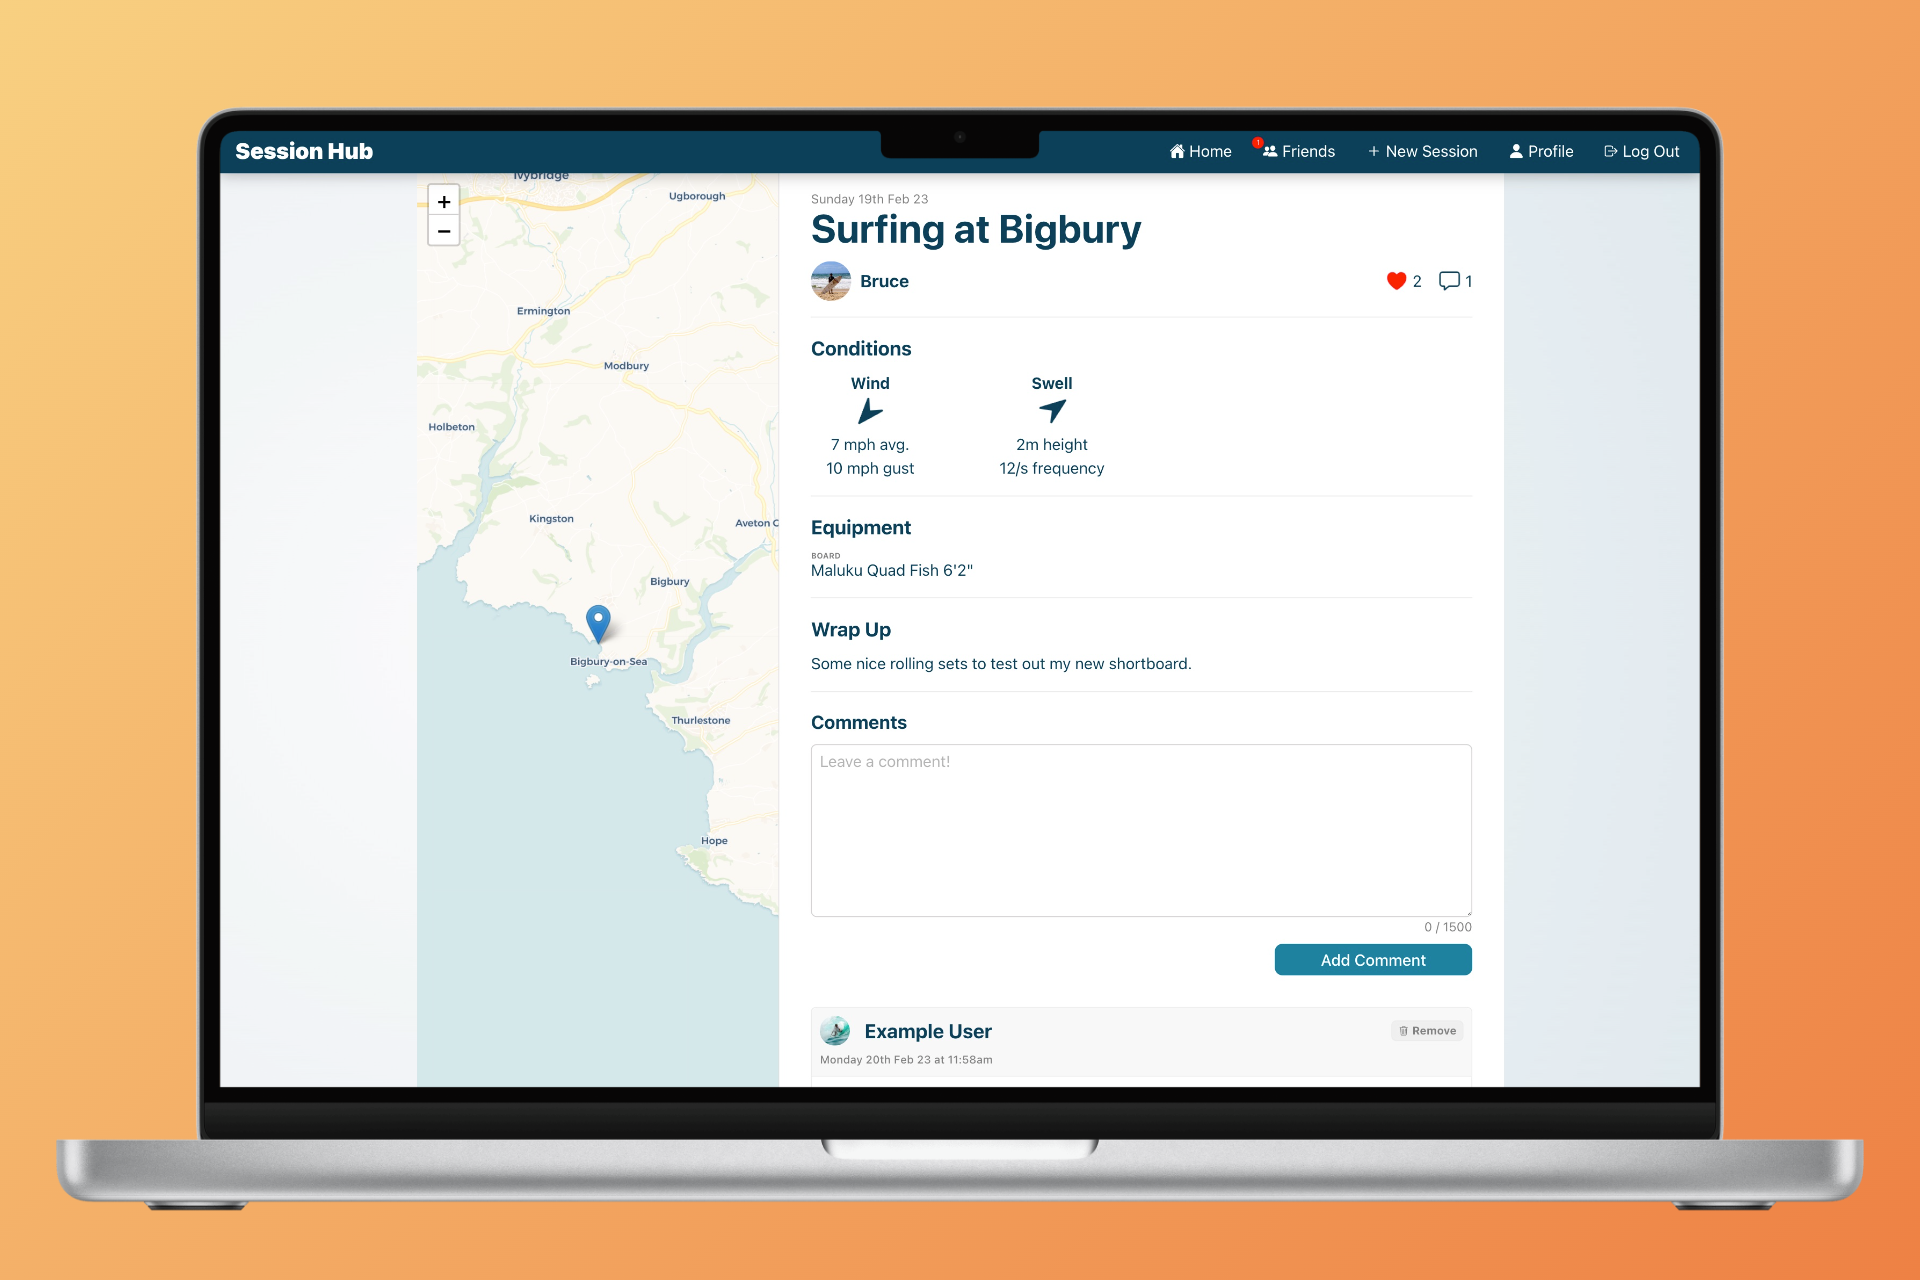 Session Hub
Home
1
Friends
+ New Session
Profile
Log Out
+
−
Ivybridge
Ugborough
Ermington
Modbury
Holbeton
Kingston
Aveton G
Bigbury
Bigbury-on-Sea
Thurlestone
Hope
Sunday 19th Feb 23
Surfing at Bigbury
Bruce
2
1
Conditions
Wind
Swell
7 mph avg.
2m height
10 mph gust
12/s frequency
Equipment
BOARD
Maluku Quad Fish 6'2"
Wrap Up
Some nice rolling sets to test out my new shortboard.
Comments
Leave a comment!
0 / 1500
Add Comment
Example User
Remove
Monday 20th Feb 23 at 11:58am